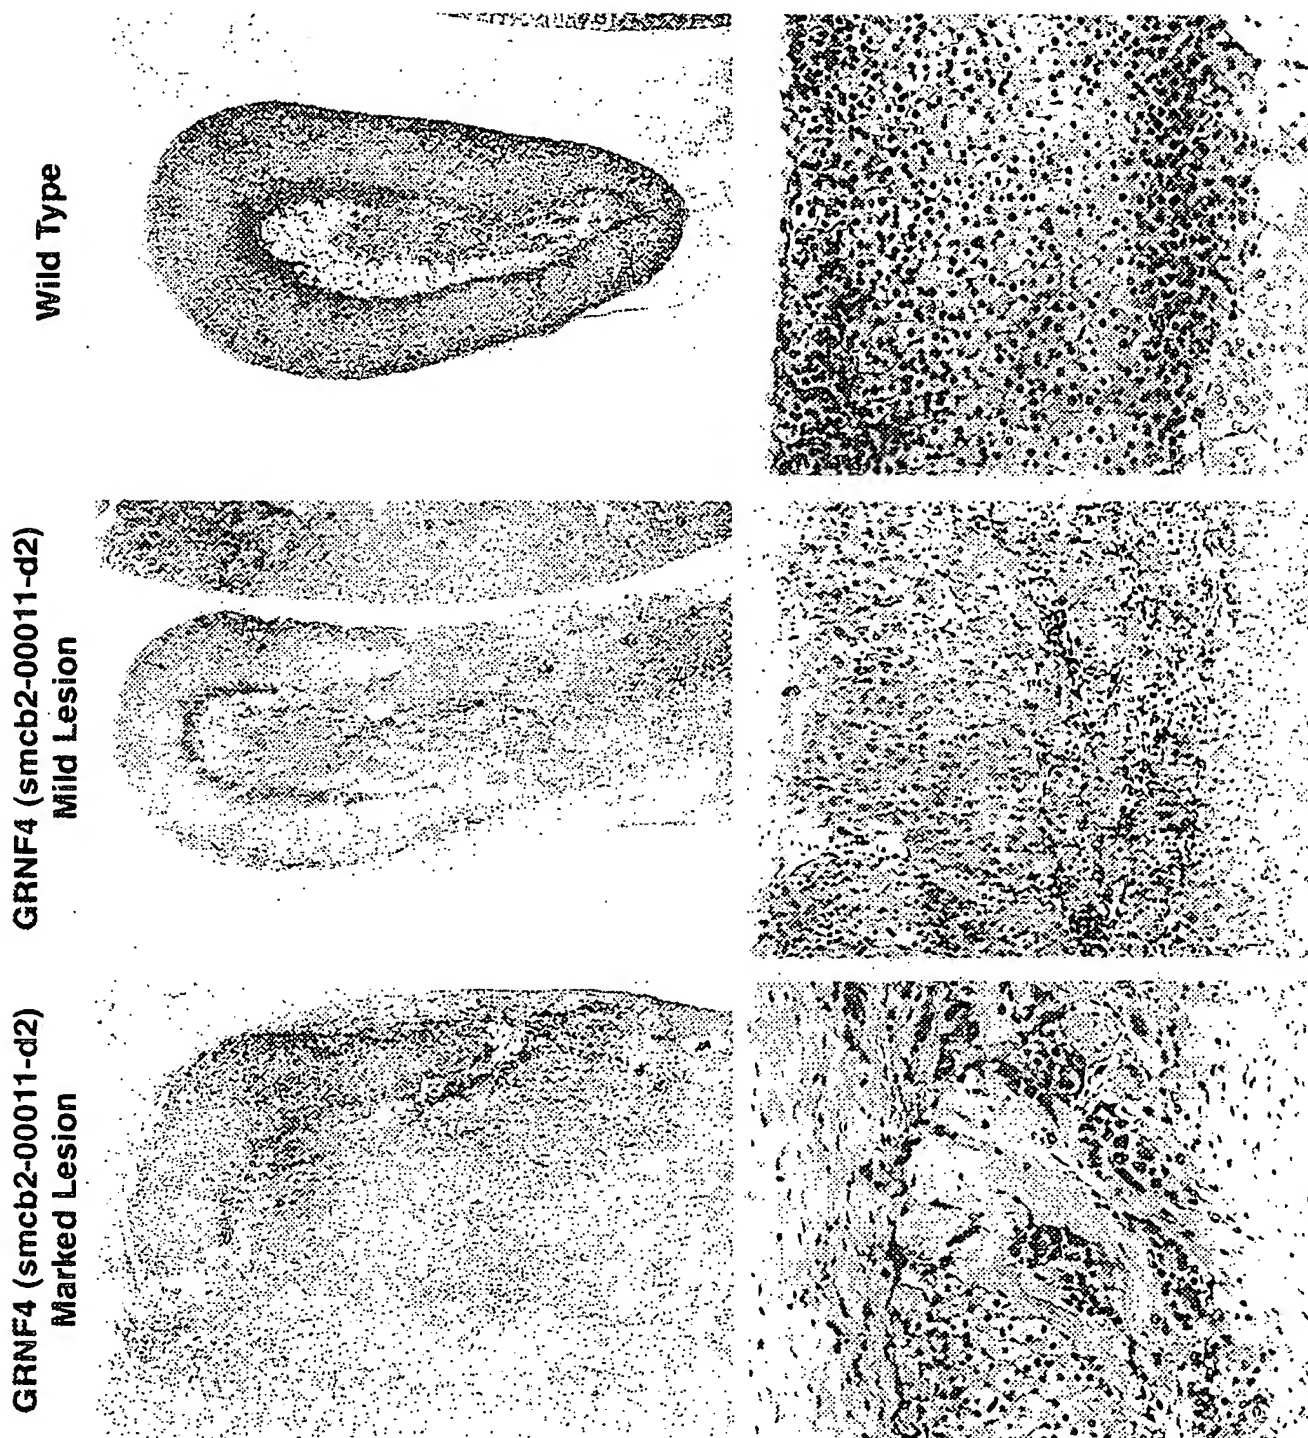 Wild Type
GRNF4 (smcb2-00011-d2)
Mild Lesion
GRNF4 (smcb2-00011-d2)
Marked Lesion